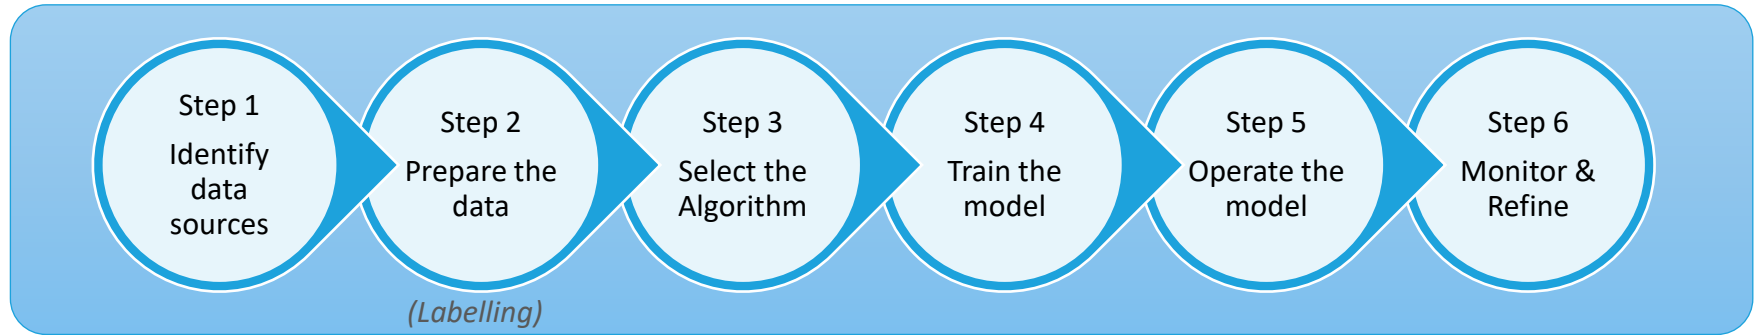 Step 1
Identify
data
sources
Step 2
Prepare the
data
(Labelling)
Step 3
Select the
Algorithm
Step 4
Train the
model
Step 5
Operate the
model
Step 6
Monitor &
Refine